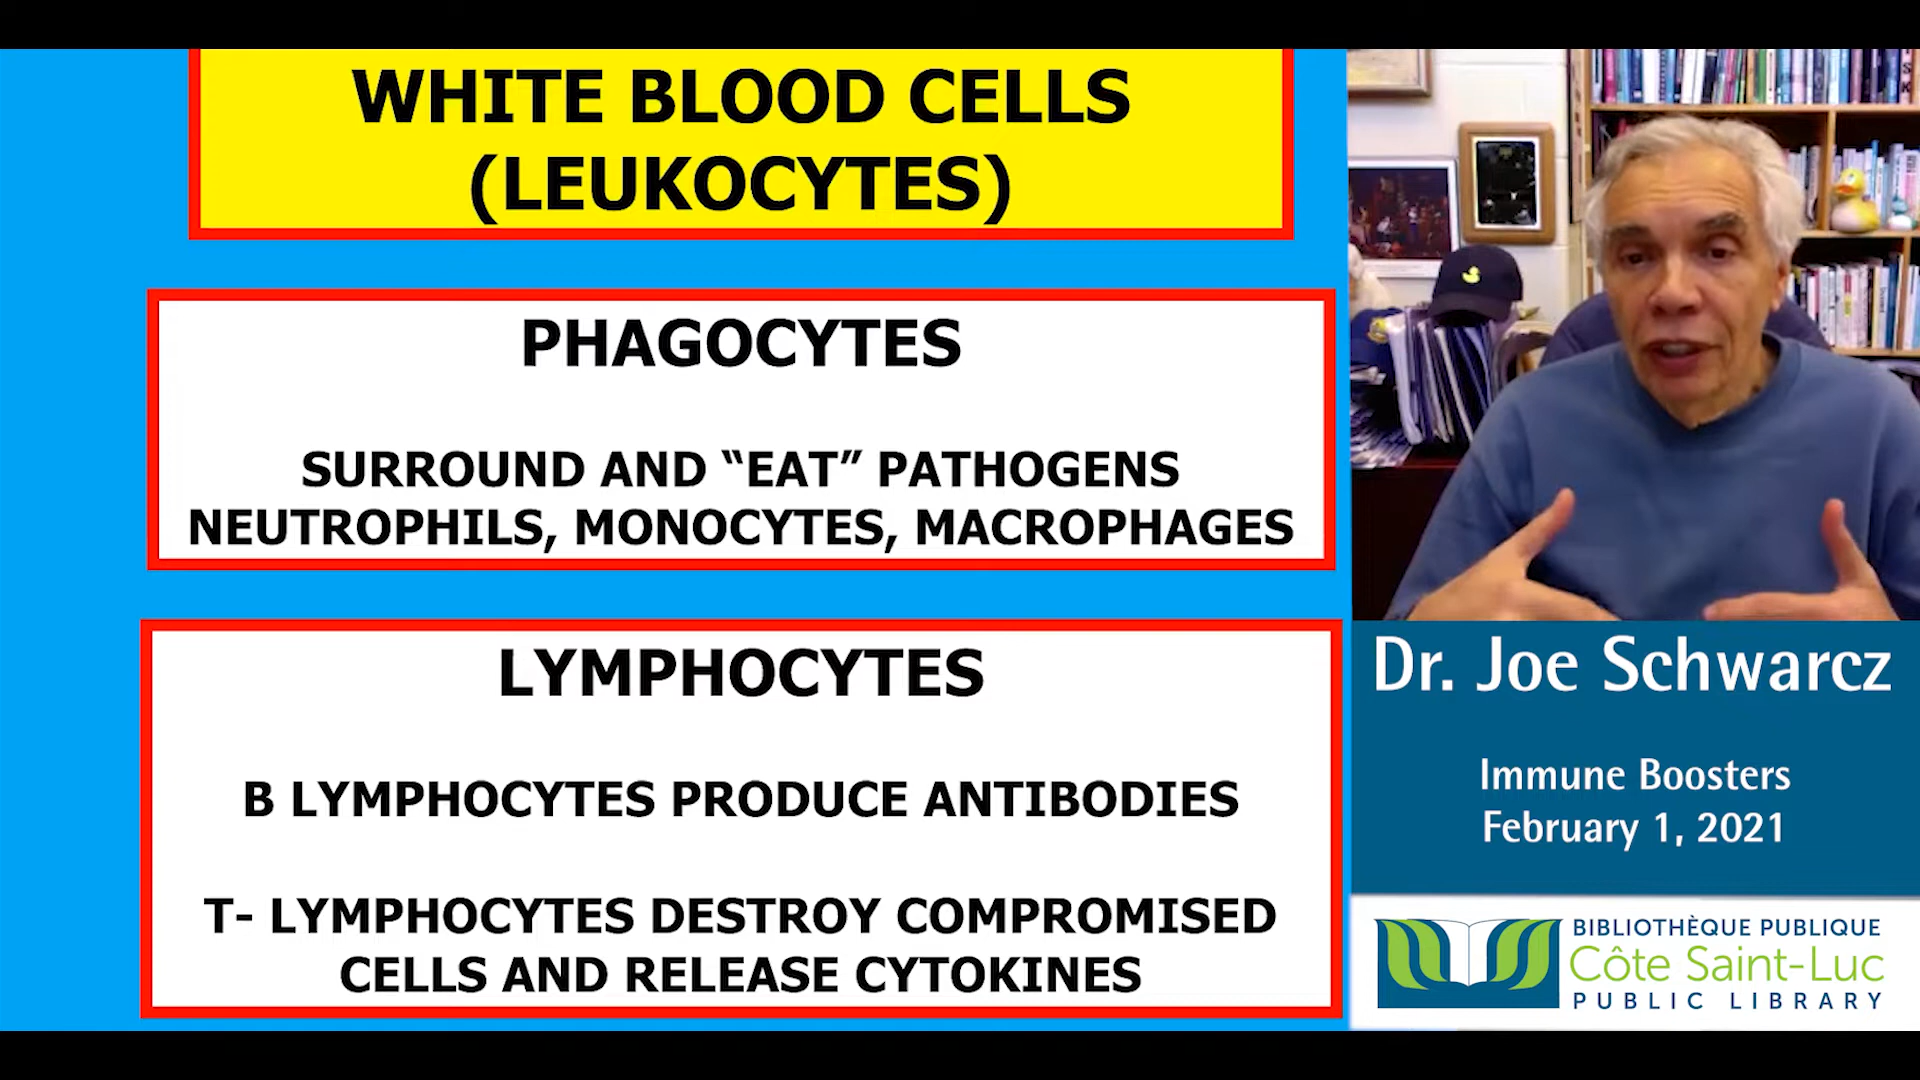 WHITE BLOOD CELLS
(LEUKOCYTES)
PHAGOCYTES
SURROUND AND “EAT” PATHOGENS
NEUTROPHILS, MONOCYTES, MACROPHAGES
LYMPHOCYTES
B LYMPHOCYTES PRODUCE ANTIBODIES
T- LYMPHOCYTES DESTROY COMPROMISED
CELLS AND RELEASE CYTOKINES
Dr. Joe Schwarcz
Immune Boosters
February 1, 2021
BIBLIOTHÈQUE PUBLIQUE
Côte Saint-Luc
PUBLIC LIBRARY